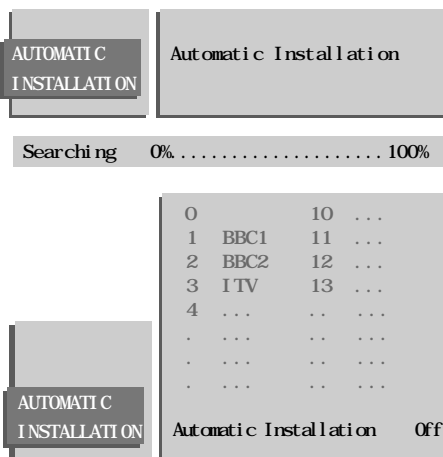 AUTOMATIC
INSTALLATION
Automatic Installation
Searching 0%.....................100%
0 10 ...
1 BBC1 11 ...
2 BBC2 12 ...
3 ITV 13 ...
4 ... .. ...
. ... .. ...
. ... .. ...
. ... .. ...
AUTOMATIC
INSTALLATION
Automatic Installation Off